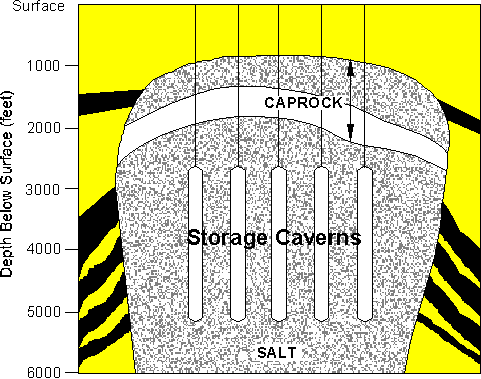 Surface
1000
2000
3000
4000
5000
6000
Depth Below Surface (feet)
CAPROCK
Storage Caverns
SALT